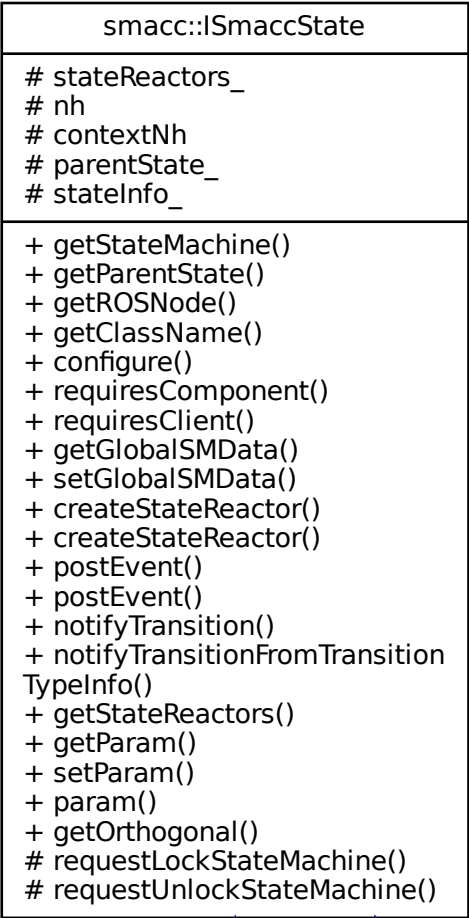 smacc::ISmaccState
# stateReactors_
# nh
# contextNh
# parentState_
# stateInfo_
+ getStateMachine()
+ getParentState()
+ getROSNode()
+ getClassName()
+ configure()
+ requiresComponent()
+ requiresClient()
+ getGlobalSMData()
+ setGlobalSMData()
+ createStateReactor()
+ createStateReactor()
+ postEvent()
+ postEvent()
+ notifyTransition()
+ notifyTransitionFromTransition
TypeInfo()
+ getStateReactors()
+ getParam()
+ setParam()
+ param()
+ getOrthogonal()
# requestLockStateMachine()
# requestUnlockStateMachine()